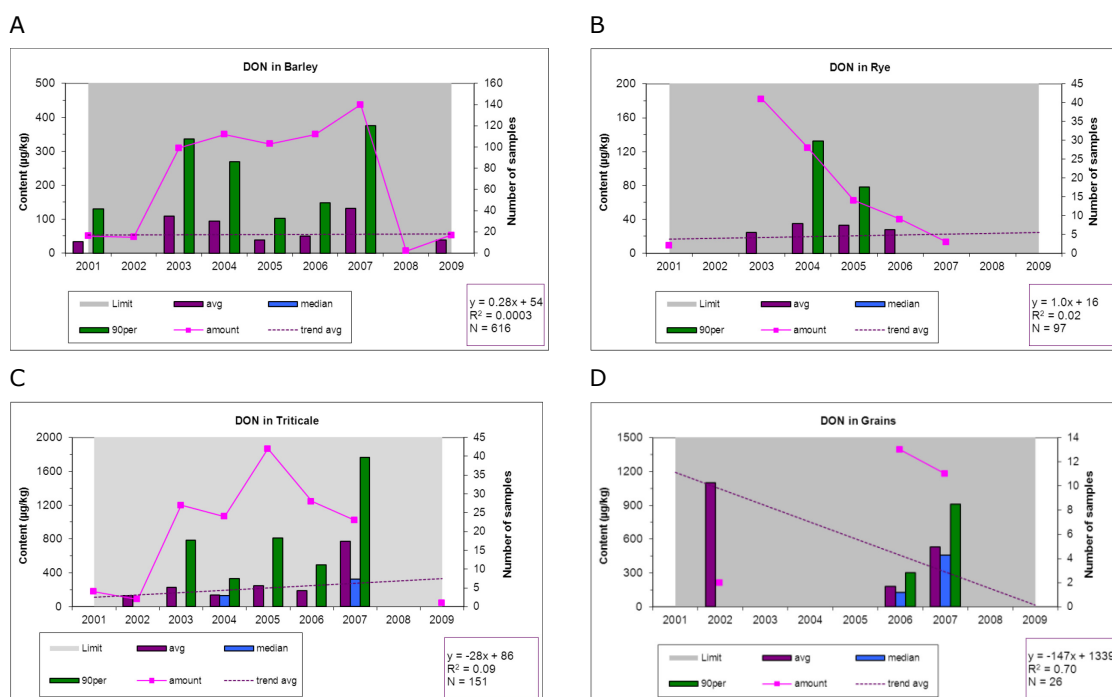 A
DON in Barley
Content (µg/kg)
500
400
300
200
100
0
160
140
120
100
80
60
40
20
0
Number of samples
2001 2002 2003 2004 2005 2006 2007 2008 2009
Limit avg median
90per amount trend avg
y = 0.28x + 54
R² = 0.0003
N = 616
B
DON in Rye
Content (µg/kg)
200
160
120
80
40
0
45
40
35
30
25
20
15
10
5
0
Number of samples
2001 2002 2003 2004 2005 2006 2007 2008 2009
Limit avg median
90per amount trend avg
y = 1.0x + 16
R² = 0.02
N = 97
C
DON in Triticale
Content (µg/kg)
2000
1600
1200
800
400
0
45
40
35
30
25
20
15
10
5
0
Number of samples
2001 2002 2003 2004 2005 2006 2007 2008 2009
Limit avg median
90per amount trend avg
y = -28x + 86
R² = 0.09
N = 151
D
DON in Grains
Content (µg/kg)
1500
1200
900
600
300
0
14
12
10
8
6
4
2
0
Number of samples
2001 2002 2003 2004 2005 2006 2007 2008 2009
Limit avg median
90per amount trend avg
y = -147x + 1339
R² = 0.70
N = 26